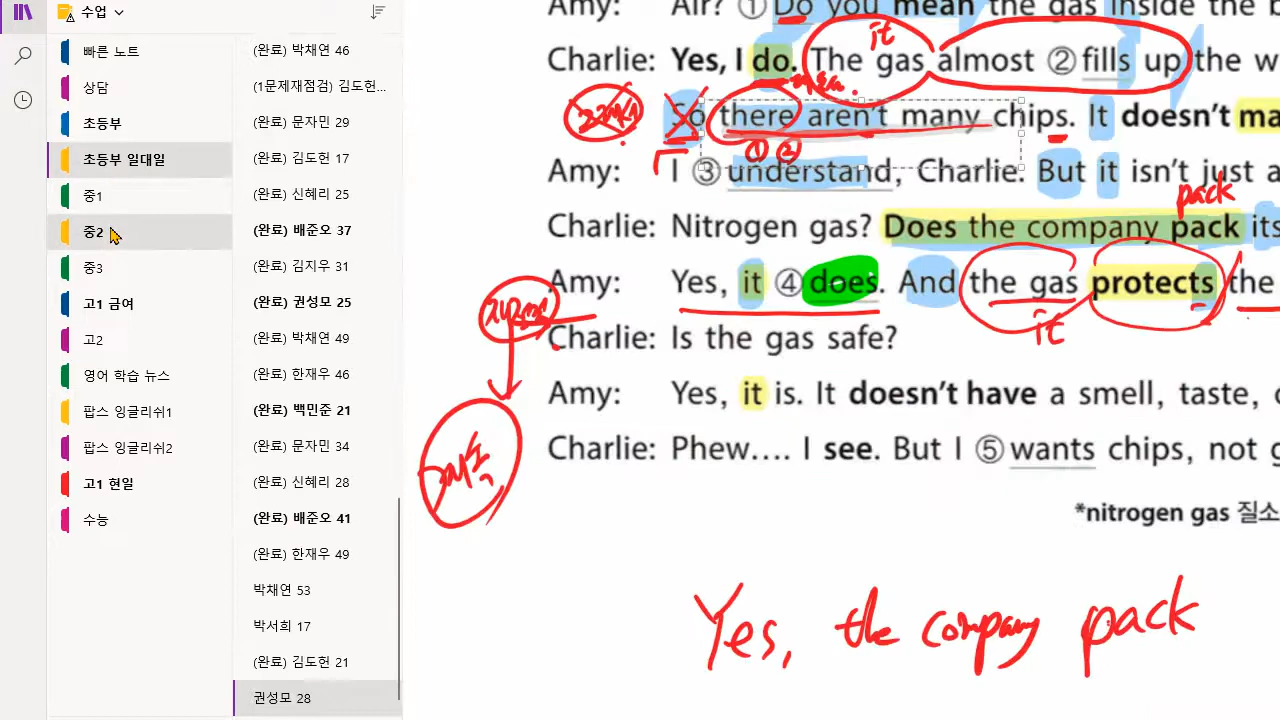 수업
빠른 노트
상담
초등부
초등부 일대일
중1
중2
중3
고1 금여
고2
영어 학습 뉴스
팝스 잉글리쉬1
팝스 잉글리쉬2
고1 현일
수능
(완료) 박채연 46
(1문제재점검) 김도헌...
(완료) 문자민 29
(완료) 김도헌 17
(완료) 신혜리 25
(완료) 배준오 37
(완료) 김지우 31
(완료) 권성모 25
(완료) 박채연 49
(완료) 한재우 46
(완료) 백민준 21
(완료) 문자민 34
(완료) 신혜리 28
(완료) 배준오 41
(완료) 한재우 49
박채연 53
박서희 17
(완료) 김도헌 21
권성모 28
Amy: Air? ① Do you mean the gas inside the b
it
Charlie: Yes, I do. The gas almost ② fills up the w
So there aren't many chips. It doesn't ma
① ②
Amy: I ③ understand, Charlie. But it isn't just a
pack
Charlie: Nitrogen gas? Does the company pack its
Amy: Yes, it ④ does. And the gas protects the
it
Charlie: Is the gas safe?
Amy: Yes, it is. It doesn't have a smell, taste, c
Charlie: Phew.... I see. But I ⑤ wants chips, not g
*nitrogen gas 질소
Yes, the company pack